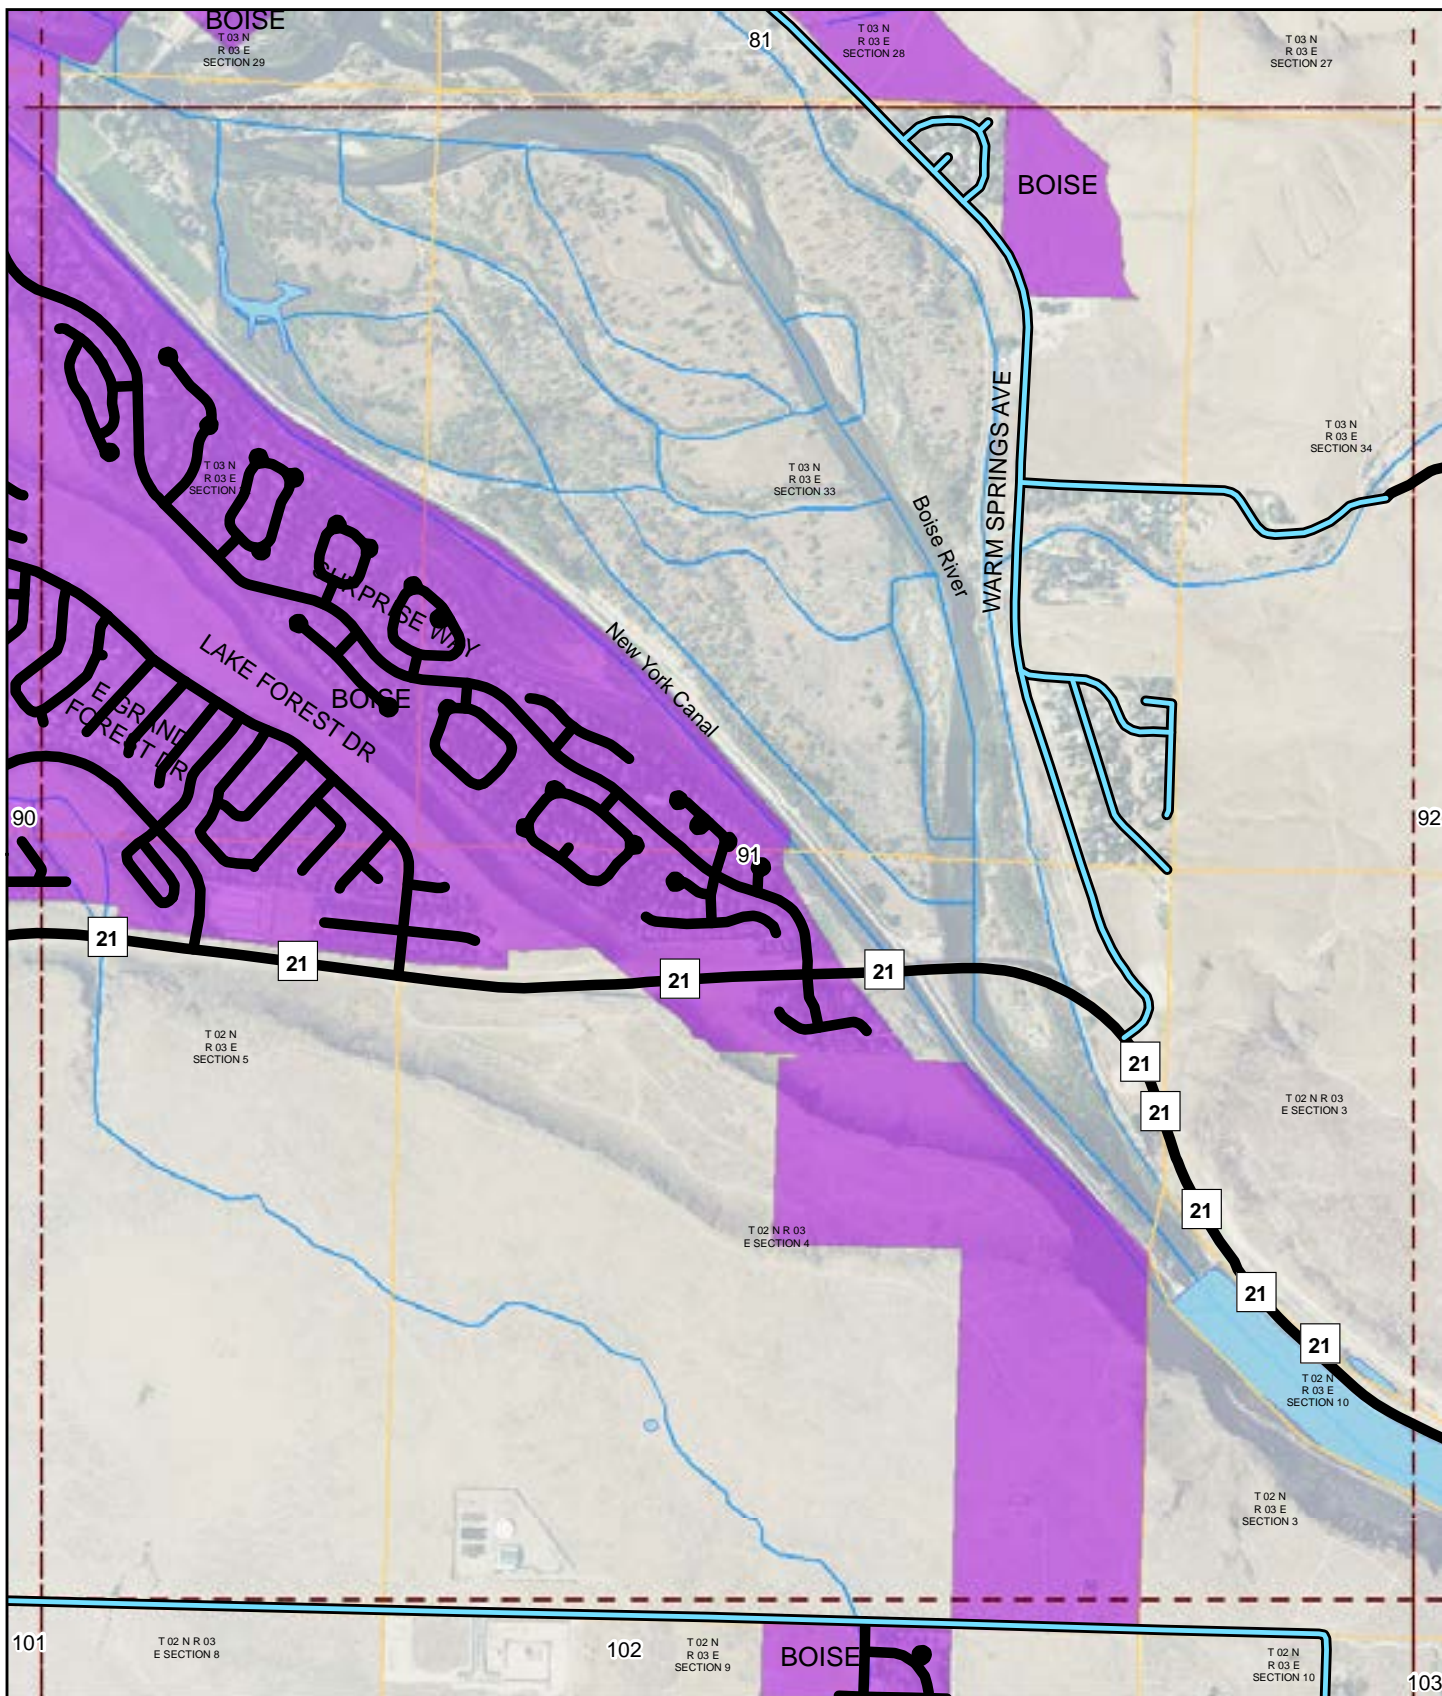 BOISE
T 03 N
R 03 E
SECTION 29
81
T 03 N
R 03 E
SECTION 28
T 03 N
R 03 E
SECTION 27
BOISE
WARM SPRINGS AVE
T 03 N
R 03 E
SECTION 34
T 03 N
R 03 E
SECTION
T 03 N
R 03 E
SECTION 33
Boise River
SURPRISE WAY
New York Canal
LAKE FOREST DR
BOISE
E GRAND
FOREST DR
90
91
92
21
21
21
21
T 02 N
R 03 E
SECTION 5
21
21
T 02 N R 03
E SECTION 3
21
T 02 N R 03
E SECTION 4
21
21
T 02 N
R 03 E
SECTION 10
T 02 N
R 03 E
SECTION 3
101
T 02 N R 03
E SECTION 8
102
T 02 N
R 03 E
SECTION 9
BOISE
T 02 N
R 03 E
SECTION 10
103